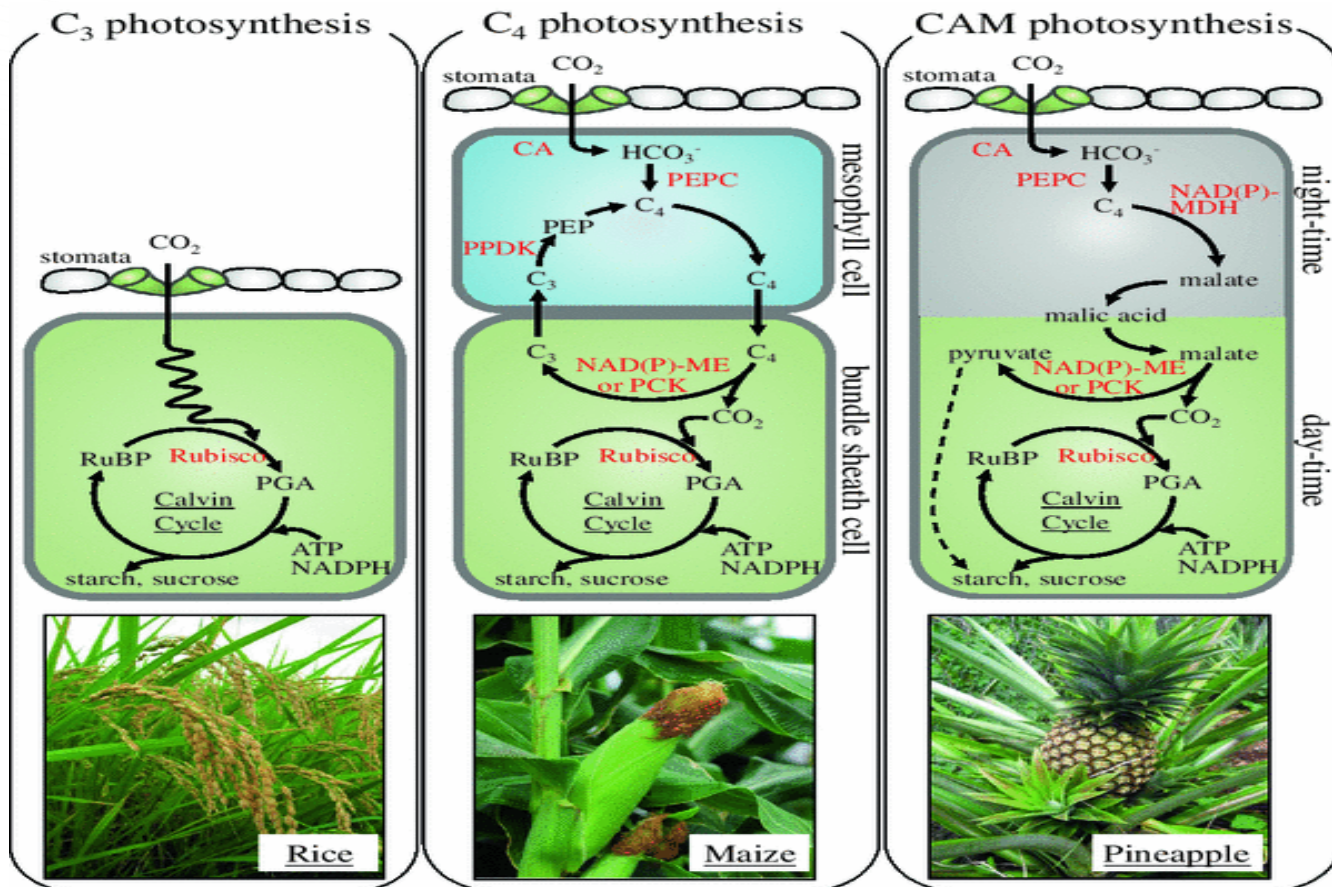 C₃ photosynthesis
stomata
CO₂
RuBP
Rubisco
PGA
Calvin
Cycle
ATP
NADPH
starch, sucrose
Rice
C₄ photosynthesis
CO₂
stomata
CA
HCO₃⁻
PEPC
C₄
PEP
PPDK
C₃
C₄
mesophyll cell
C₃
C₄
NAD(P)-ME
or PCK
CO₂
RuBP
Rubisco
PGA
Calvin
Cycle
ATP
NADPH
starch, sucrose
bundle sheath cell
Maize
CAM photosynthesis
CO₂
stomata
CA
HCO₃⁻
PEPC
NAD(P)-
MDH
C₄
malate
malic acid
night-time
pyruvate
malate
NAD(P)-ME
or PCK
CO₂
RuBP
Rubisco
PGA
Calvin
Cycle
ATP
NADPH
starch, sucrose
day-time
Pineapple